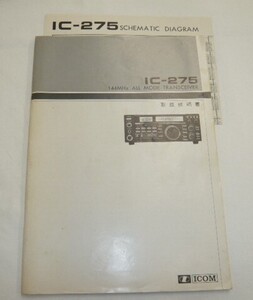 IC-275 SCHEMATIC DIAGRAM
IC-275
144MHz ALL MODE TRANSCEIVER
取扱説明書
ICOM